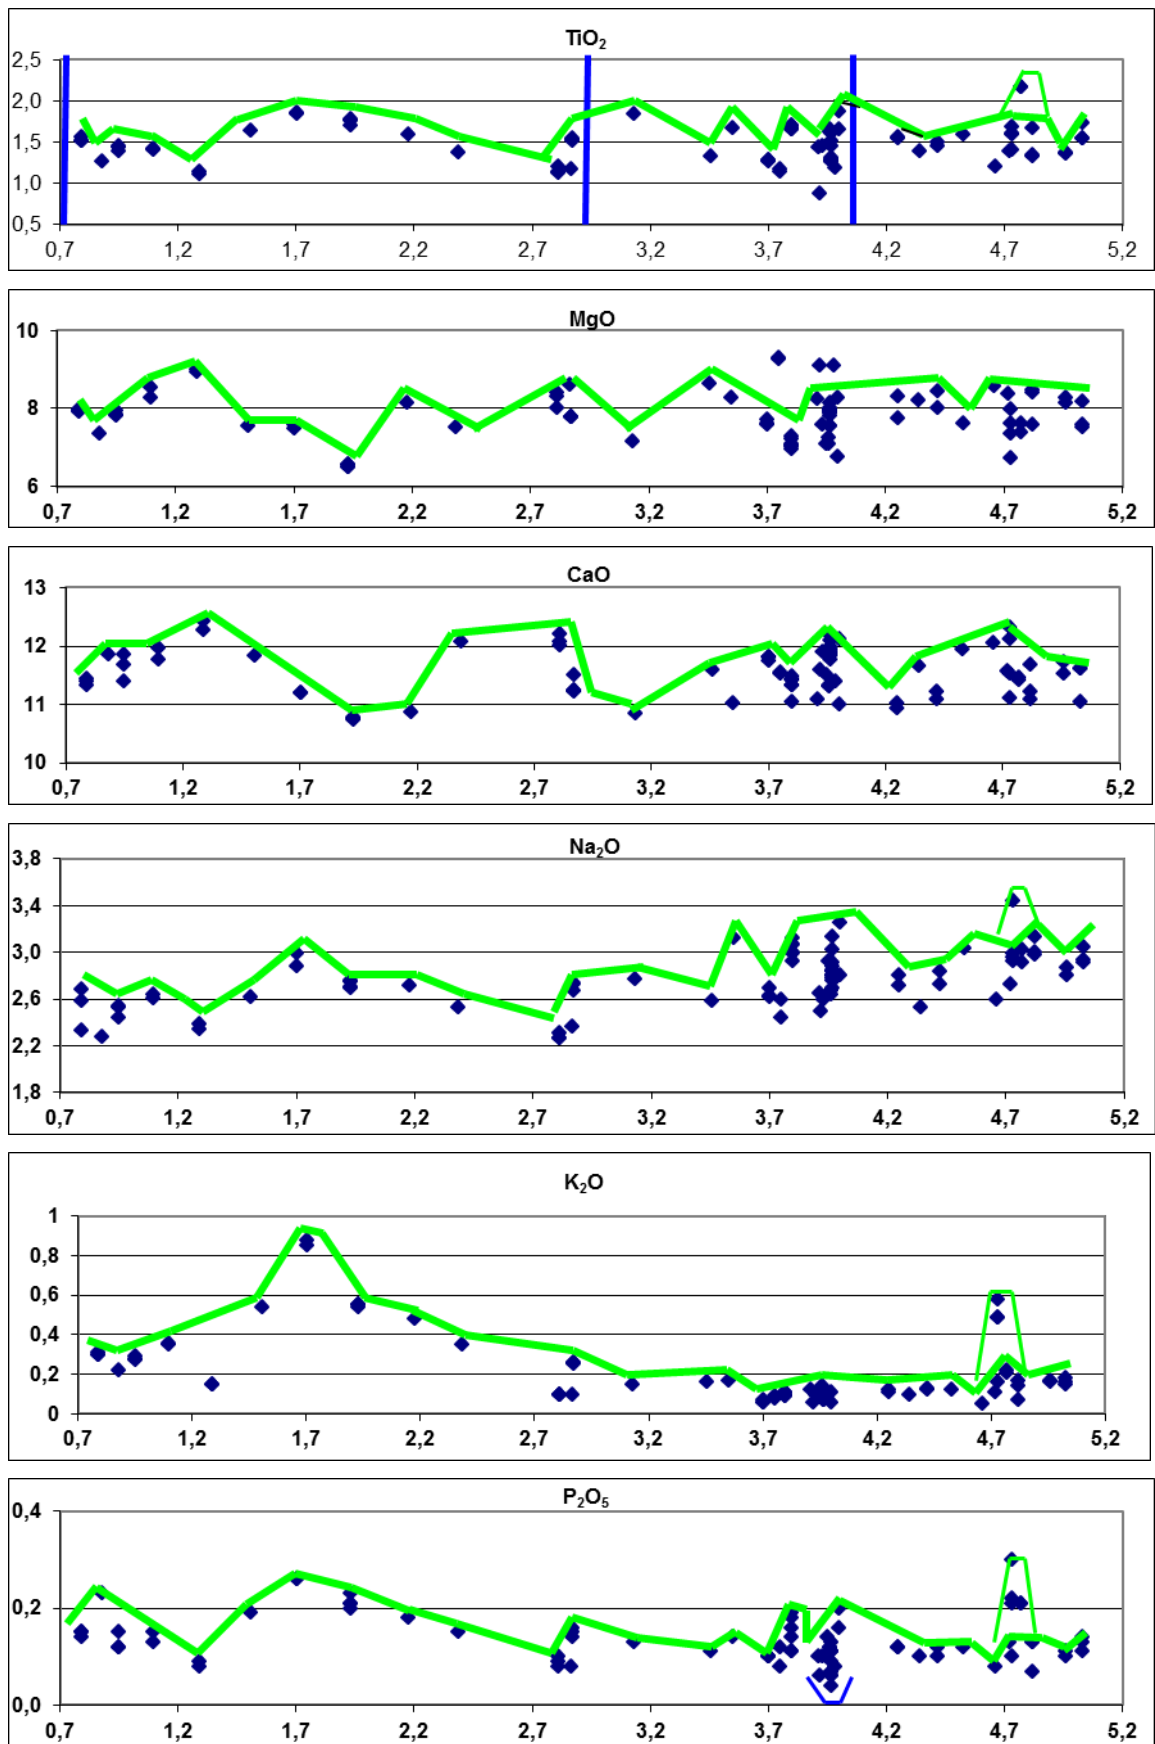 TiO₂
2,5
2,0
1,5
1,0
0,5
0,7 1,2 1,7 2,2 2,7 3,2 3,7 4,2 4,7 5,2
MgO
10
8
6
0,7 1,2 1,7 2,2 2,7 3,2 3,7 4,2 4,7 5,2
CaO
13
12
11
10
0,7 1,2 1,7 2,2 2,7 3,2 3,7 4,2 4,7 5,2
Na₂O
3,8
3,4
3,0
2,6
2,2
1,8
0,7 1,2 1,7 2,2 2,7 3,2 3,7 4,2 4,7 5,2
K₂O
1
0,8
0,6
0,4
0,2
0
0,7 1,2 1,7 2,2 2,7 3,2 3,7 4,2 4,7 5,2
P₂O₅
0,4
0,2
0,0
0,7 1,2 1,7 2,2 2,7 3,2 3,7 4,2 4,7 5,2